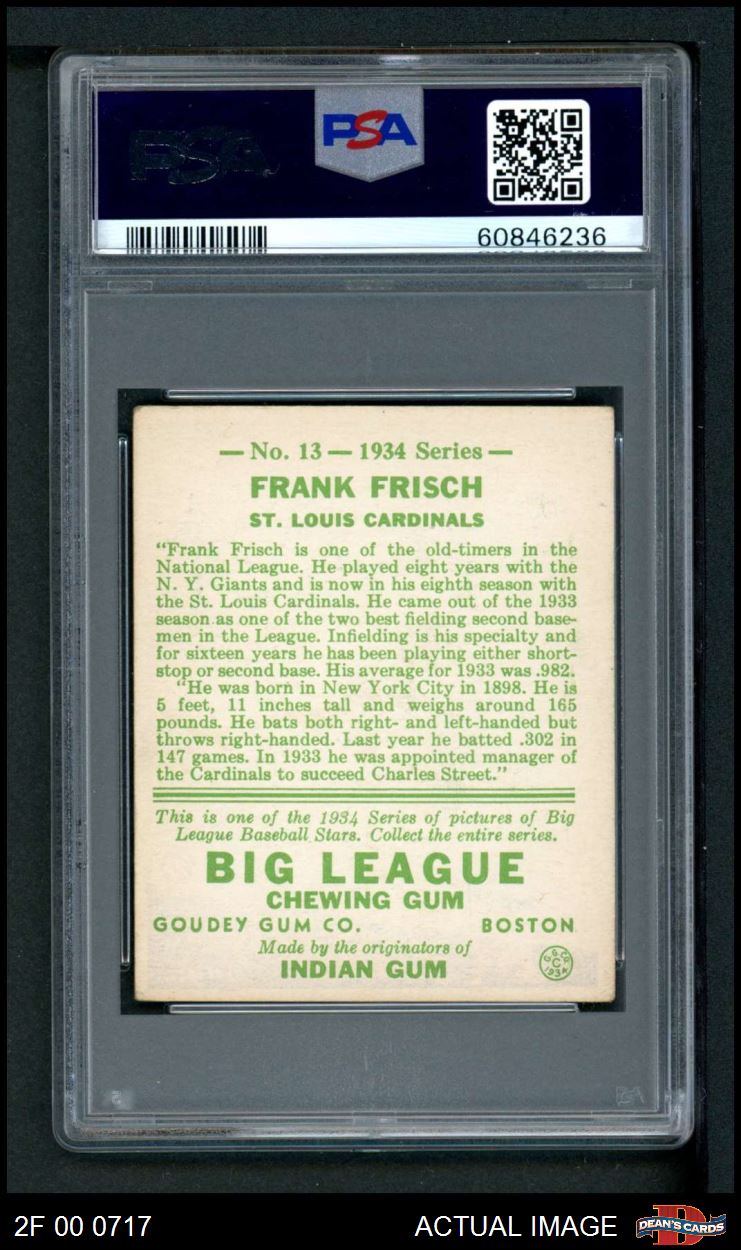 PSA
PSA
60846236
— No. 13 — 1934 Series —
FRANK FRISCH
ST. LOUIS CARDINALS
"Frank Frisch is one of the old-timers in the
National League. He played eight years with the
N. Y. Giants and is now in his eighth season with
the St. Louis Cardinals. He came out of the 1933
season as one of the two best fielding second base-
men in the League. Infielding is his specialty and
for sixteen years he has been playing either short-
stop or second base. His average for 1933 was .982.
"He was born in New York City in 1898. He is
5 feet, 11 inches tall and weighs around 165
pounds. He bats both right- and left-handed but
throws right-handed. Last year he batted .302 in
147 games. In 1933 he was appointed manager of
the Cardinals to succeed Charles Street."
This is one of the 1934 Series of pictures of Big
League Baseball Stars. Collect the entire series.
BIG LEAGUE
CHEWING GUM
GOUDEY GUM CO. BOSTON
Made by the originators of
INDIAN GUM
G.G.CO.
C
1934
2F 00 0717
ACTUAL IMAGE
DEAN'S CARDS